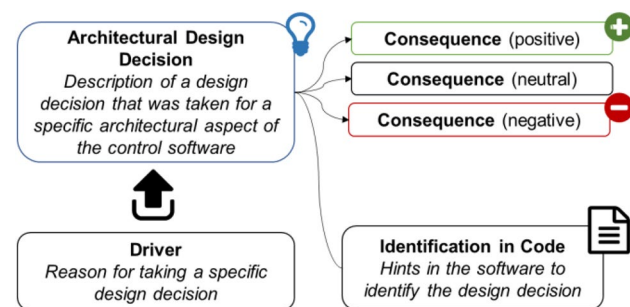 Architectural Design
Decision
Description of a design
decision that was taken for a
specific architectural aspect of
the control software
Consequence (positive)
Consequence (neutral)
Consequence (negative)
Driver
Reason for taking a specific
design decision
Identification in Code
Hints in the software to
identify the design decision